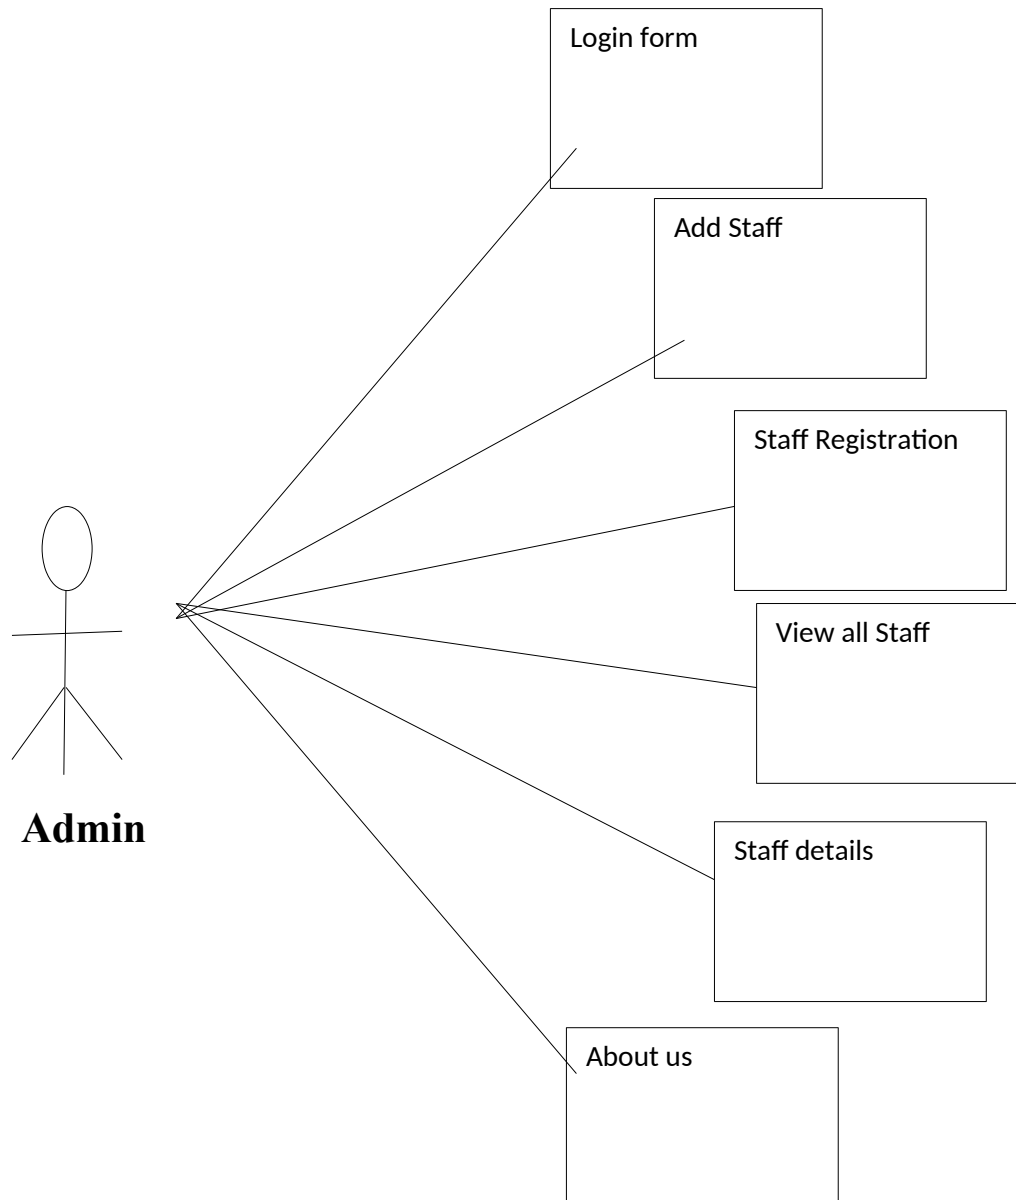 Login form
Add Staff
Staff Registration
View all Staff
Staff details
Admin
About us